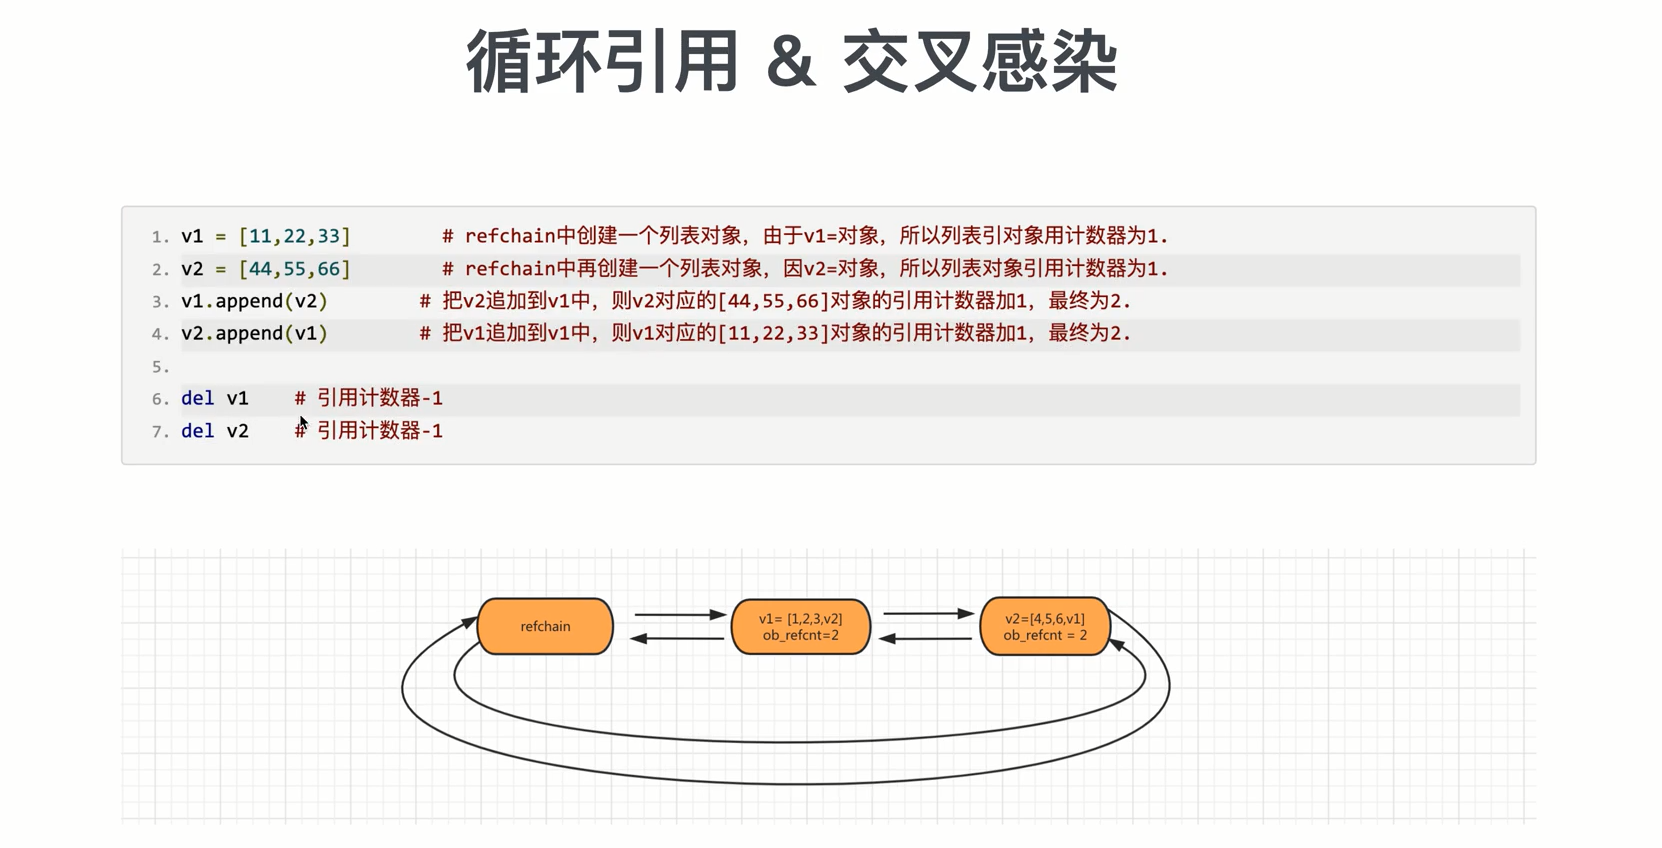 循环引用 & 交叉感染
1. v1 = [11,22,33]        # refchain中创建一个列表对象，由于v1=对象，所以列表引对象用计数器为1.
2. v2 = [44,55,66]        # refchain中再创建一个列表对象，因v2=对象，所以列表对象引用计数器为1.
3. v1.append(v2)        # 把v2追加到v1中，则v2对应的[44,55,66]对象的引用计数器加1，最终为2.
4. v2.append(v1)        # 把v1追加到v1中，则v1对应的[11,22,33]对象的引用计数器加1，最终为2.
5.
6. del v1    # 引用计数器-1
7. del v2    # 引用计数器-1
refchain
v1= [1,2,3,v2]
ob_refcnt=2
v2=[4,5,6,v1]
ob_refcnt = 2